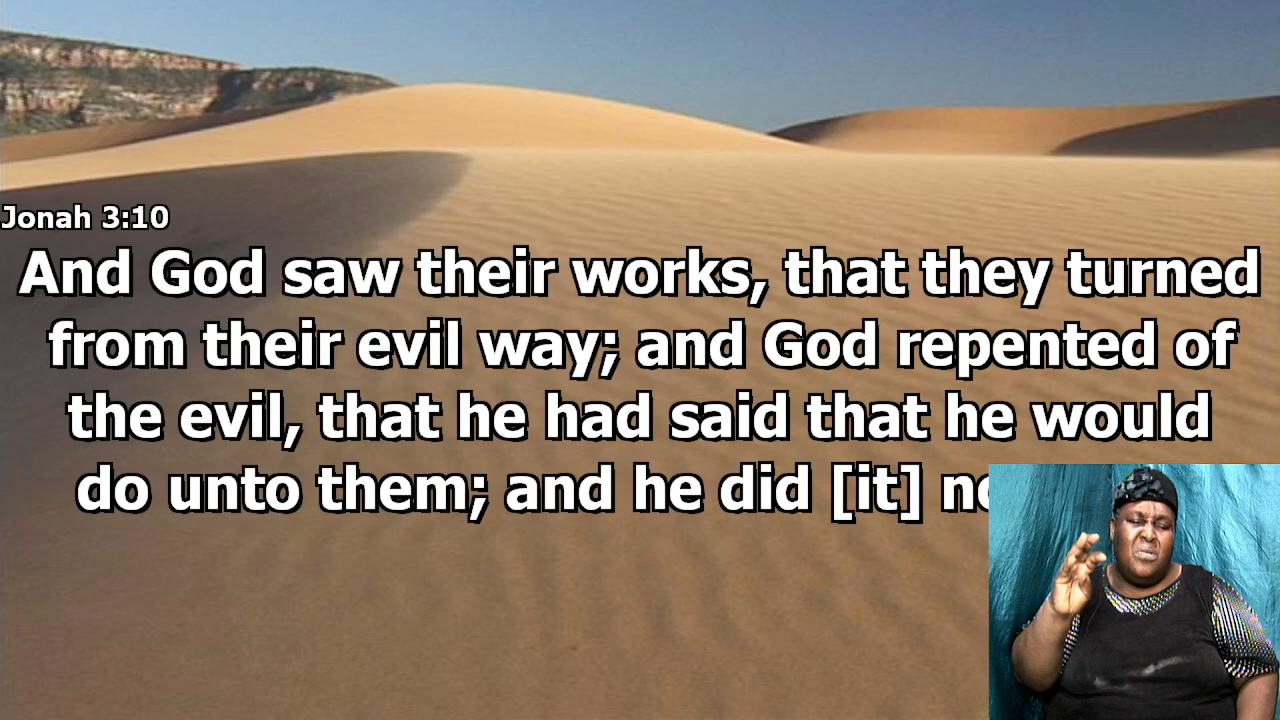 Jonah 3:10
And God saw their works, that they turned
from their evil way; and God repented of
the evil, that he had said that he would
do unto them; and he did [it]